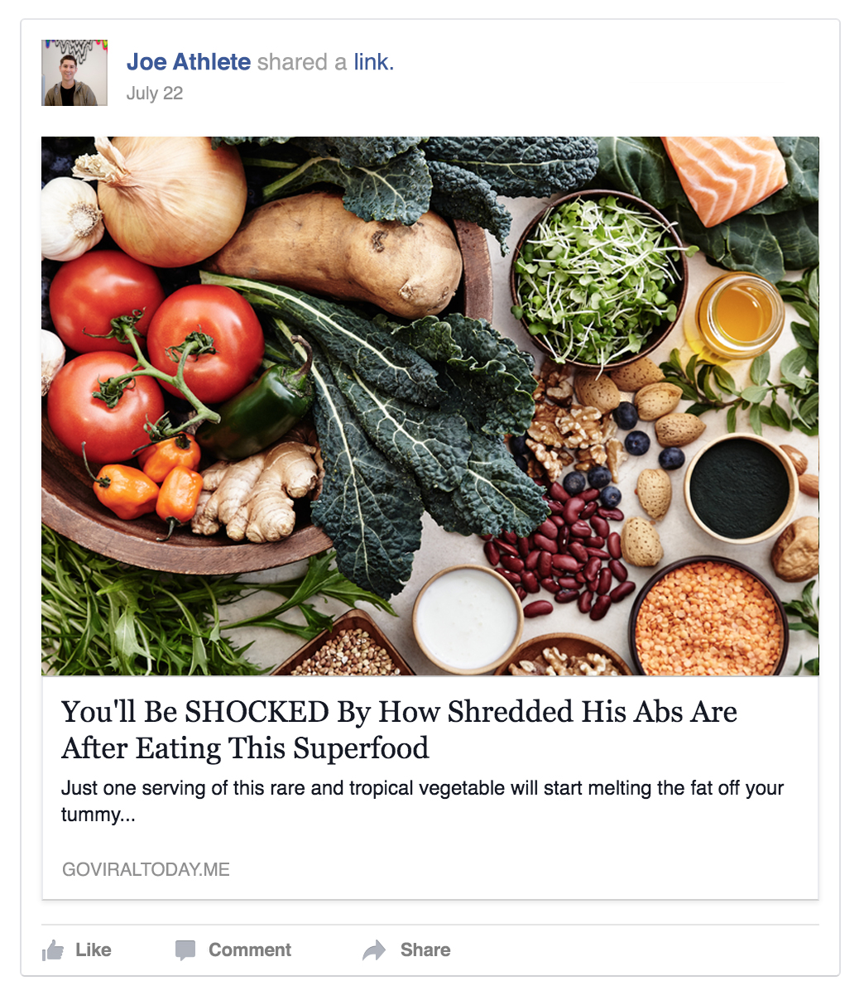 Joe Athlete shared a link.
July 22
You'll Be SHOCKED By How Shredded His Abs Are
After Eating This Superfood
Just one serving of this rare and tropical vegetable will start melting the fat off your
tummy...
GOVIRALTODAY.ME
Like Comment Share